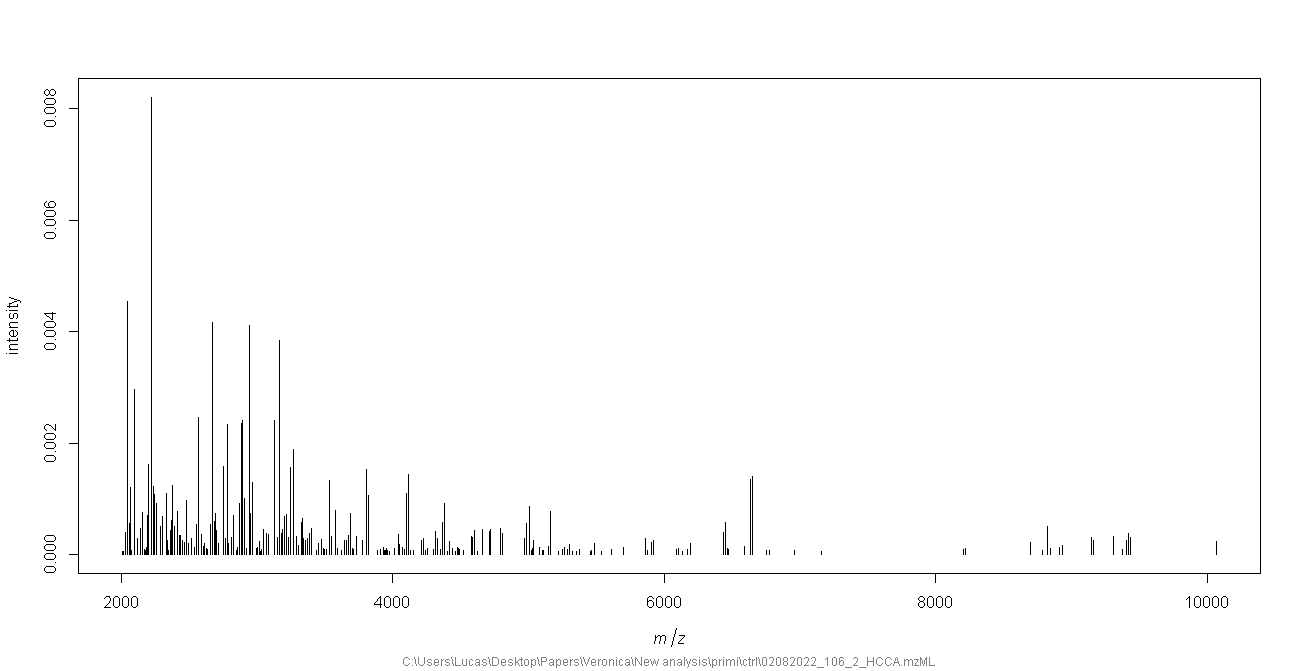 0.008
0.006
0.004
0.002
0.000
intensity
2000 4000 6000 8000 10000
m/z
C:\Users\Lucas\Desktop\Papers\Veronica\New analysis\primi\ctrl\02082022_106_2_HCCA.mzML